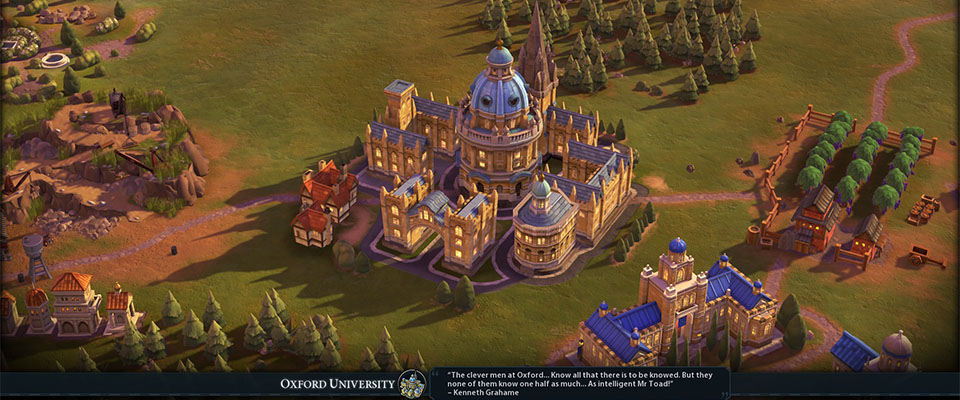 OXFORD UNIVERSITY
"The clever men at Oxford... Know all that there is to be knowed. But they
none of them know one half as much... As intelligent Mr Toad!"
– Kenneth Grahame